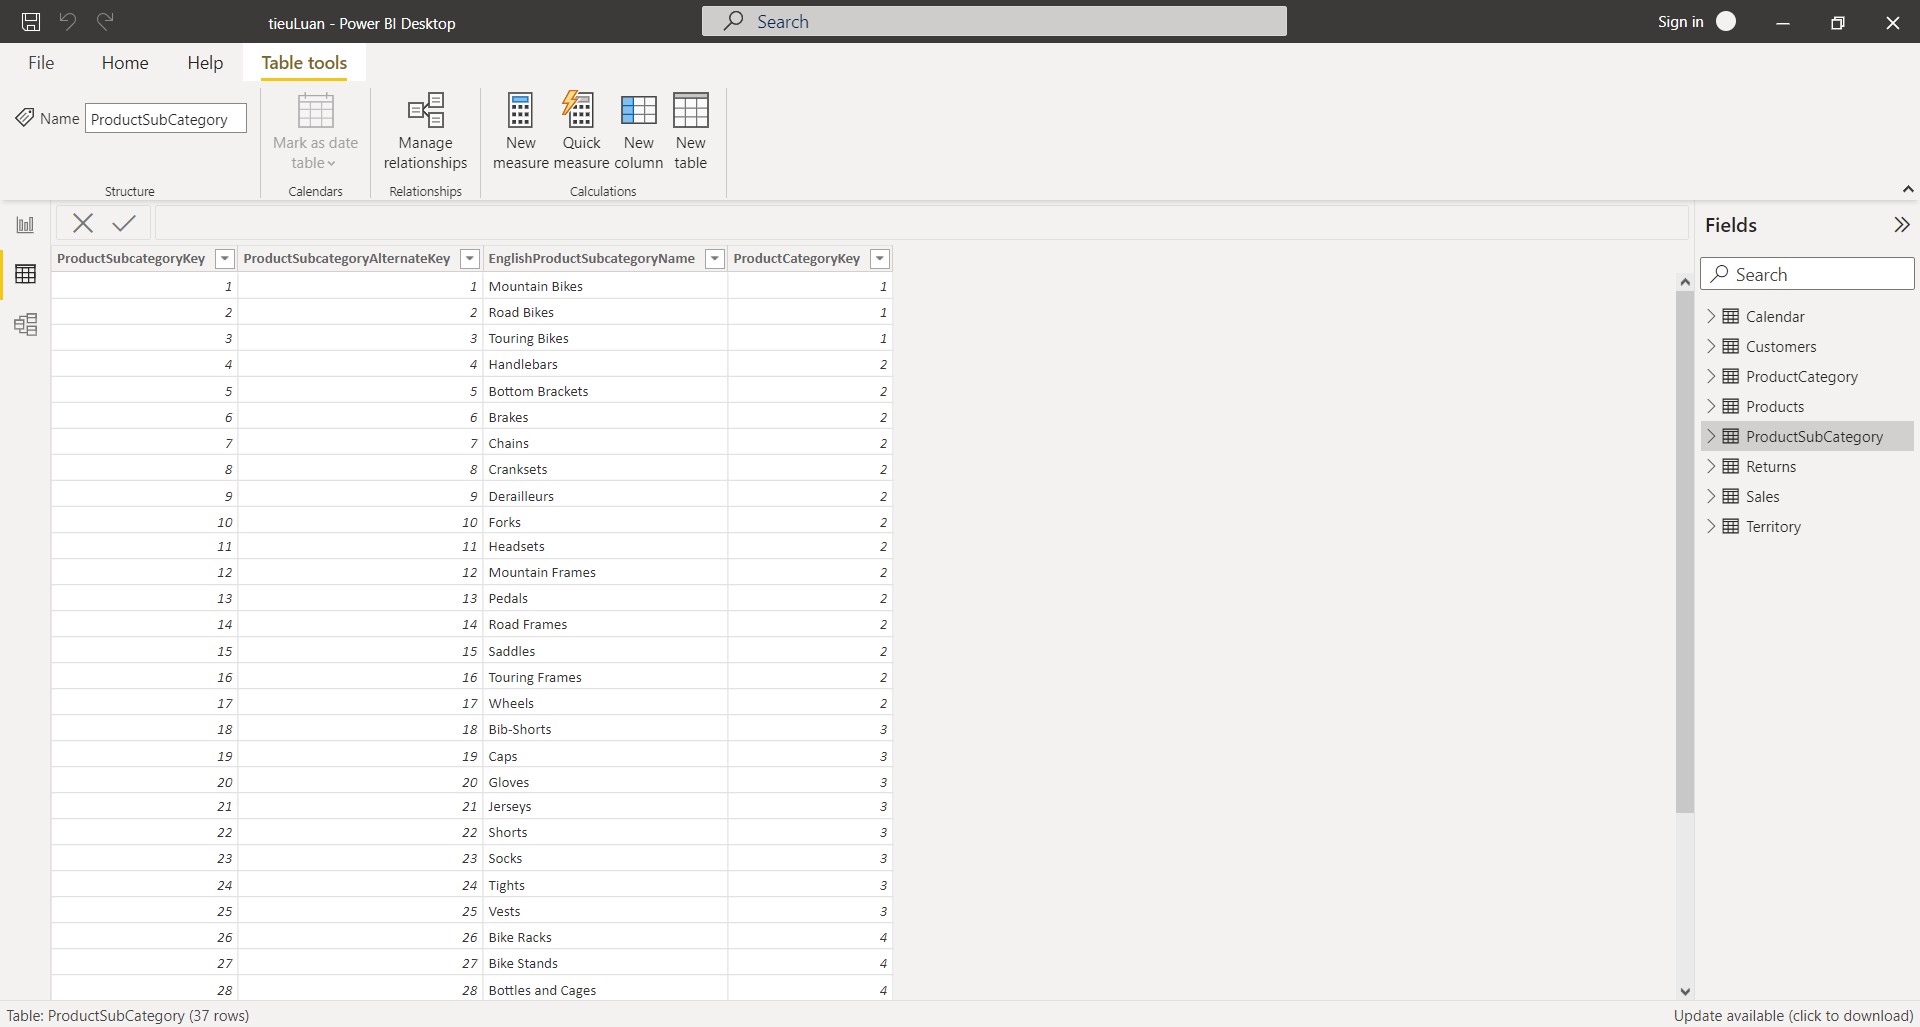 tieuLuan - Power BI Desktop
Search
Sign in
File Home Help Table tools
Name ProductSubCategory
Structure
Mark as date
table
Calendars
Manage
relationships
Relationships
New
measure
Quick
measure
New
column
New
table
Calculations
ProductSubcategoryKey ProductSubcategoryAlternateKey EnglishProductSubcategoryName ProductCategoryKey
1 1 Mountain Bikes 1
2 2 Road Bikes 1
3 3 Touring Bikes 1
4 4 Handlebars 2
5 5 Bottom Brackets 2
6 6 Brakes 2
7 7 Chains 2
8 8 Cranksets 2
9 9 Derailleurs 2
10 10 Forks 2
11 11 Headsets 2
12 12 Mountain Frames 2
13 13 Pedals 2
14 14 Road Frames 2
15 15 Saddles 2
16 16 Touring Frames 2
17 17 Wheels 2
18 18 Bib-Shorts 3
19 19 Caps 3
20 20 Gloves 3
21 21 Jerseys 3
22 22 Shorts 3
23 23 Socks 3
24 24 Tights 3
25 25 Vests 3
26 26 Bike Racks 4
27 27 Bike Stands 4
28 28 Bottles and Cages 4
Fields
Search
Calendar
Customers
ProductCategory
Products
ProductSubCategory
Returns
Sales
Territory
Table: ProductSubCategory (37 rows)
Update available (click to download)